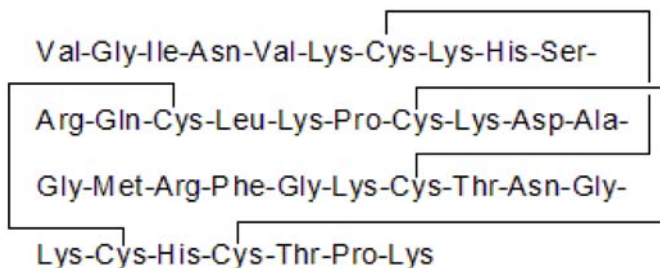 Val-Gly-Ile-Asn-Val-Lys-Cys-Lys-His-Ser-
Arg-Gln-Cys-Leu-Lys-Pro-Cys-Lys-Asp-Ala-
Gly-Met-Arg-Phe-Gly-Lys-Cys-Thr-Asn-Gly-
Lys-Cys-His-Cys-Thr-Pro-Lys